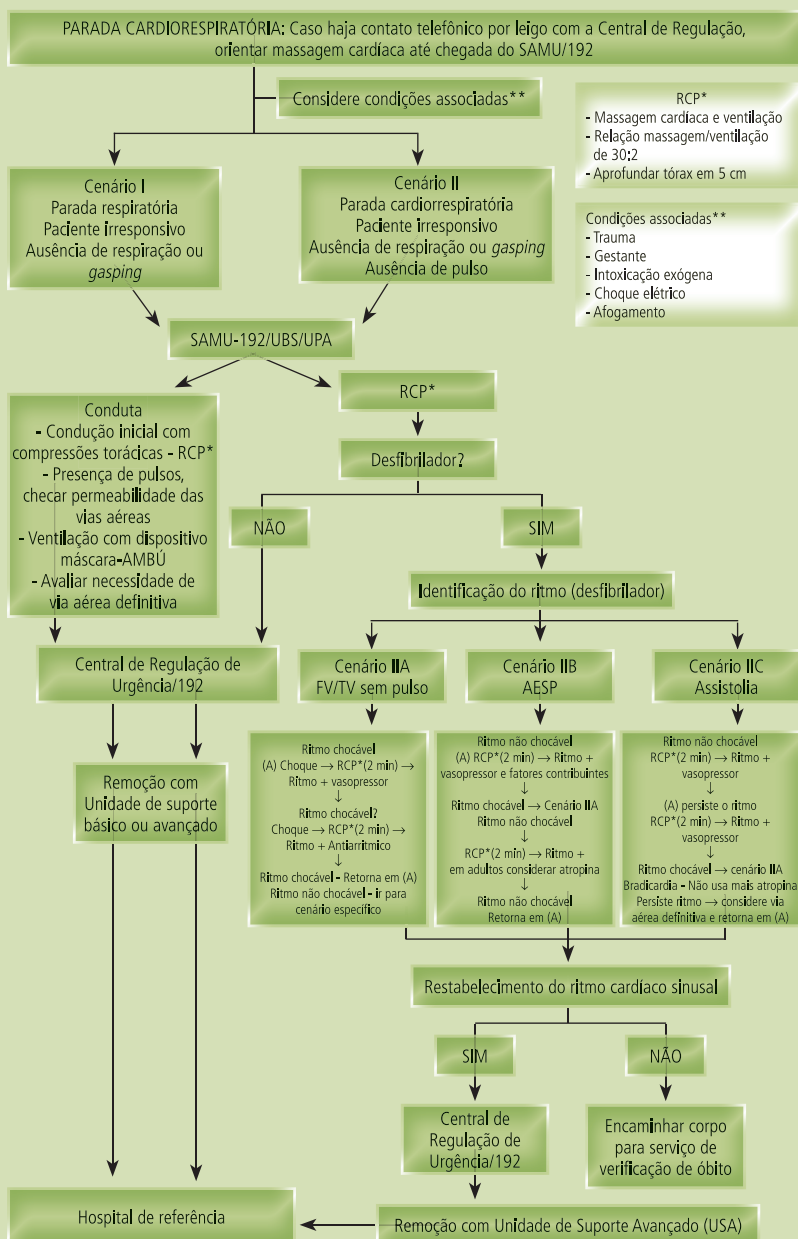 PARADA CARDIORESPIRATÓRIA: Caso haja contato telefônico por leigo com a Central de Regulação,
orientar massagem cardíaca até chegada do SAMU/192
Considere condições associadas**
RCP*
- Massagem cardíaca e ventilação
- Relação massagem/ventilação
de 30:2
- Aprofundar tórax em 5 cm
Cenário I
Parada respiratória
Paciente irresponsivo
Ausência de respiração ou
gasping
Cenário II
Parada cardiorrespiratória
Paciente irresponsivo
Ausência de respiração ou gasping
Ausência de pulso
Condições associadas**
- Trauma
- Gestante
- Intoxicação exógena
- Choque elétrico
- Afogamento
SAMU-192/UBS/UPA
Conduta
- Condução inicial com
compressões torácicas - RCP*
- Presença de pulsos,
checar permeabilidade das
vias aéreas
- Ventilação com dispositivo
máscara-AMBÚ
- Avaliar necessidade de
via aérea definitiva
RCP*
Desfibrilador?
NÃO
SIM
Identificação do ritmo (desfibrilador)
Central de Regulação de
Urgência/192
Cenário IIA
FV/TV sem pulso
Cenário IIB
AESP
Cenário IIC
Assistolia
Remoção com
Unidade de suporte
básico ou avançado
Ritmo chocável
(A) Choque → RCP*(2 min) →
Ritmo + vasopressor
↓
Ritmo chocável?
Choque → RCP*(2 min) →
Ritmo + Antiarrítmico
↓
Ritmo chocável - Retorna em (A)
Ritmo não chocável - ir para
cenário específico
Ritmo não chocável
(A) RCP*(2 min) → Ritmo +
vasopressor e fatores contribuintes
↓
Ritmo chocável → Cenário IIA
Ritmo não chocável
↓
RCP*(2 min) → Ritmo +
em adultos considerar atropina
↓
Ritmo não chocável
Retorna em (A)
Ritmo não chocável
RCP*(2 min) → Ritmo +
vasopressor
↓
(A) persiste o ritmo
RCP*(2 min) → Ritmo +
vasopressor
↓
Ritmo chocável → cenário IIA
Bradicardia - Não usa mais atropina
Persiste ritmo → considere via
aérea definitiva e retorna em (A)
Restabelecimento do ritmo cardíaco sinusal
SIM
NÃO
Central de
Regulação de
Urgência/192
Encaminhar corpo
para serviço de
verificação de óbito
Hospital de referência
Remoção com Unidade de Suporte Avançado (USA)